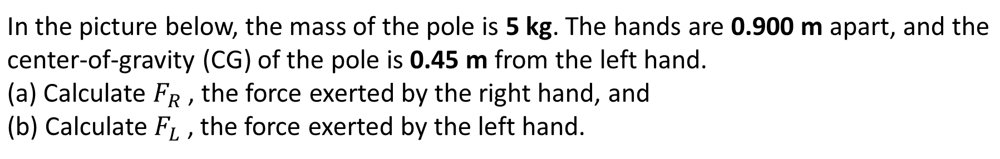 In the picture below, the mass of the pole is 5 kg. The hands are 0.900 m apart, and the
center-of-gravity (CG) of the pole is 0.45 m from the left hand.
(a) Calculate F_R , the force exerted by the right hand, and
(b) Calculate F_L , the force exerted by the left hand.